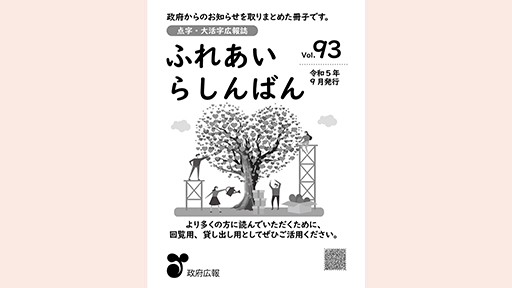 政府からのお知らせを取りまとめた冊子です。
点字・大活字広報誌
ふれあい
らしんばん
Vol.93
令和5年
9月発行
より多くの方に読んでいただくために、
回覧用、貸し出し用としてぜひご活用ください。
政府広報